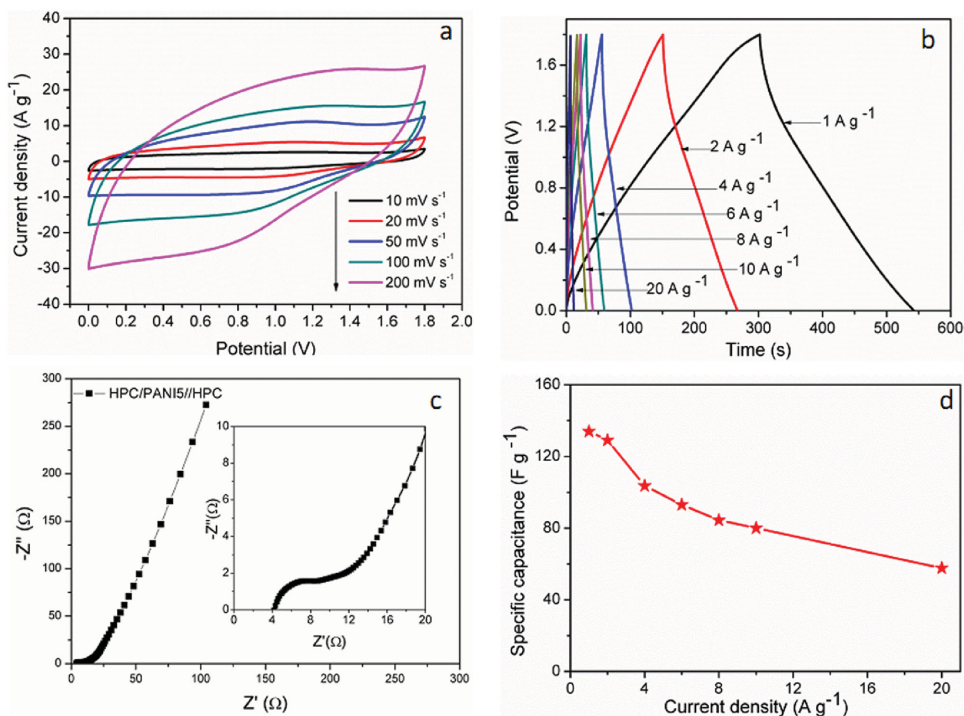 a
40
30
20
10
0
-10
-20
-30
-40
Current density (A g⁻¹)
10 mV s⁻¹
20 mV s⁻¹
50 mV s⁻¹
100 mV s⁻¹
200 mV s⁻¹
0.0 0.2 0.4 0.6 0.8 1.0 1.2 1.4 1.6 1.8 2.0
Potential (V)
b
1.6
1.2
0.8
0.4
0.0
Potential (V)
1 A g⁻¹
2 A g⁻¹
4 A g⁻¹
6 A g⁻¹
8 A g⁻¹
10 A g⁻¹
20 A g⁻¹
0 100 200 300 400 500 600
Time (s)
c
300
250
200
150
100
50
0
-Z" (Ω)
HPC/PANI5//HPC
10
8
6
4
2
0
-Z"(Ω)
0 4 8 12 16 20
Z'(Ω)
0 50 100 150 200 250 300
Z' (Ω)
d
160
120
80
40
0
Specific capacitance (F g⁻¹)
0 4 8 12 16 20
Current density (A g⁻¹)